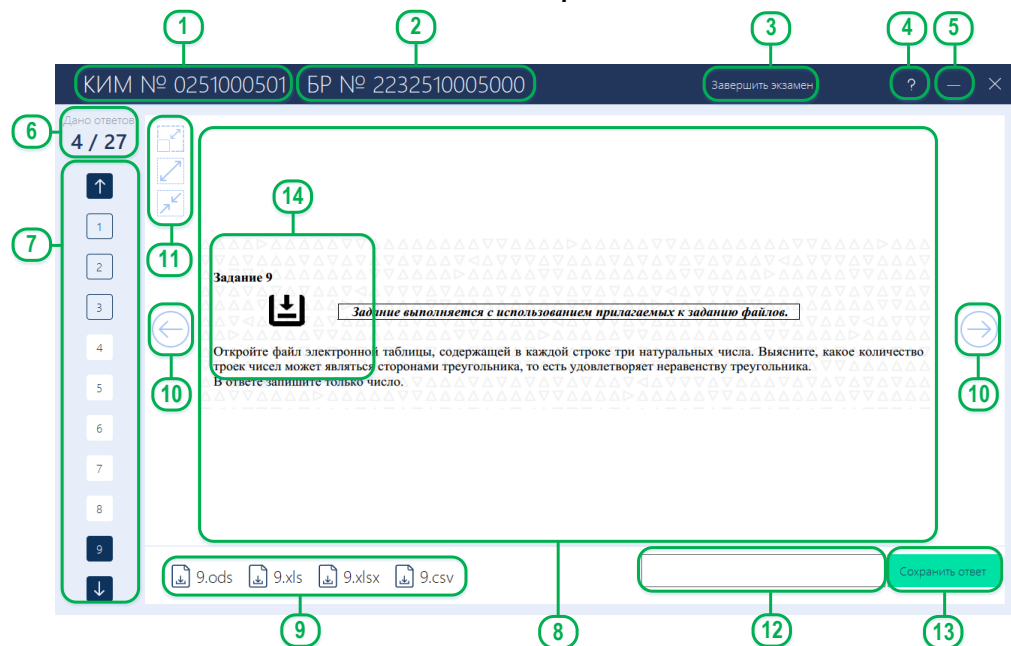 1
2
3
4
5
КИМ № 0251000501
БР № 2232510005000
Завершить экзамен
?
6
Дано ответов
4 / 27
7
1
2
3
4
5
6
7
8
9
11
14
10
10
Задание 9
Задание выполняется с использованием прилагаемых к заданию файлов.
Откройте файл электронной таблицы, содержащей в каждой строке три натуральных числа. Выясните, какое количество
троек чисел может являться сторонами треугольника, то есть удовлетворяет неравенству треугольника.
В ответе запишите только число.
9.ods
9.xls
9.xlsx
9.csv
Сохранить ответ
9
8
12
13